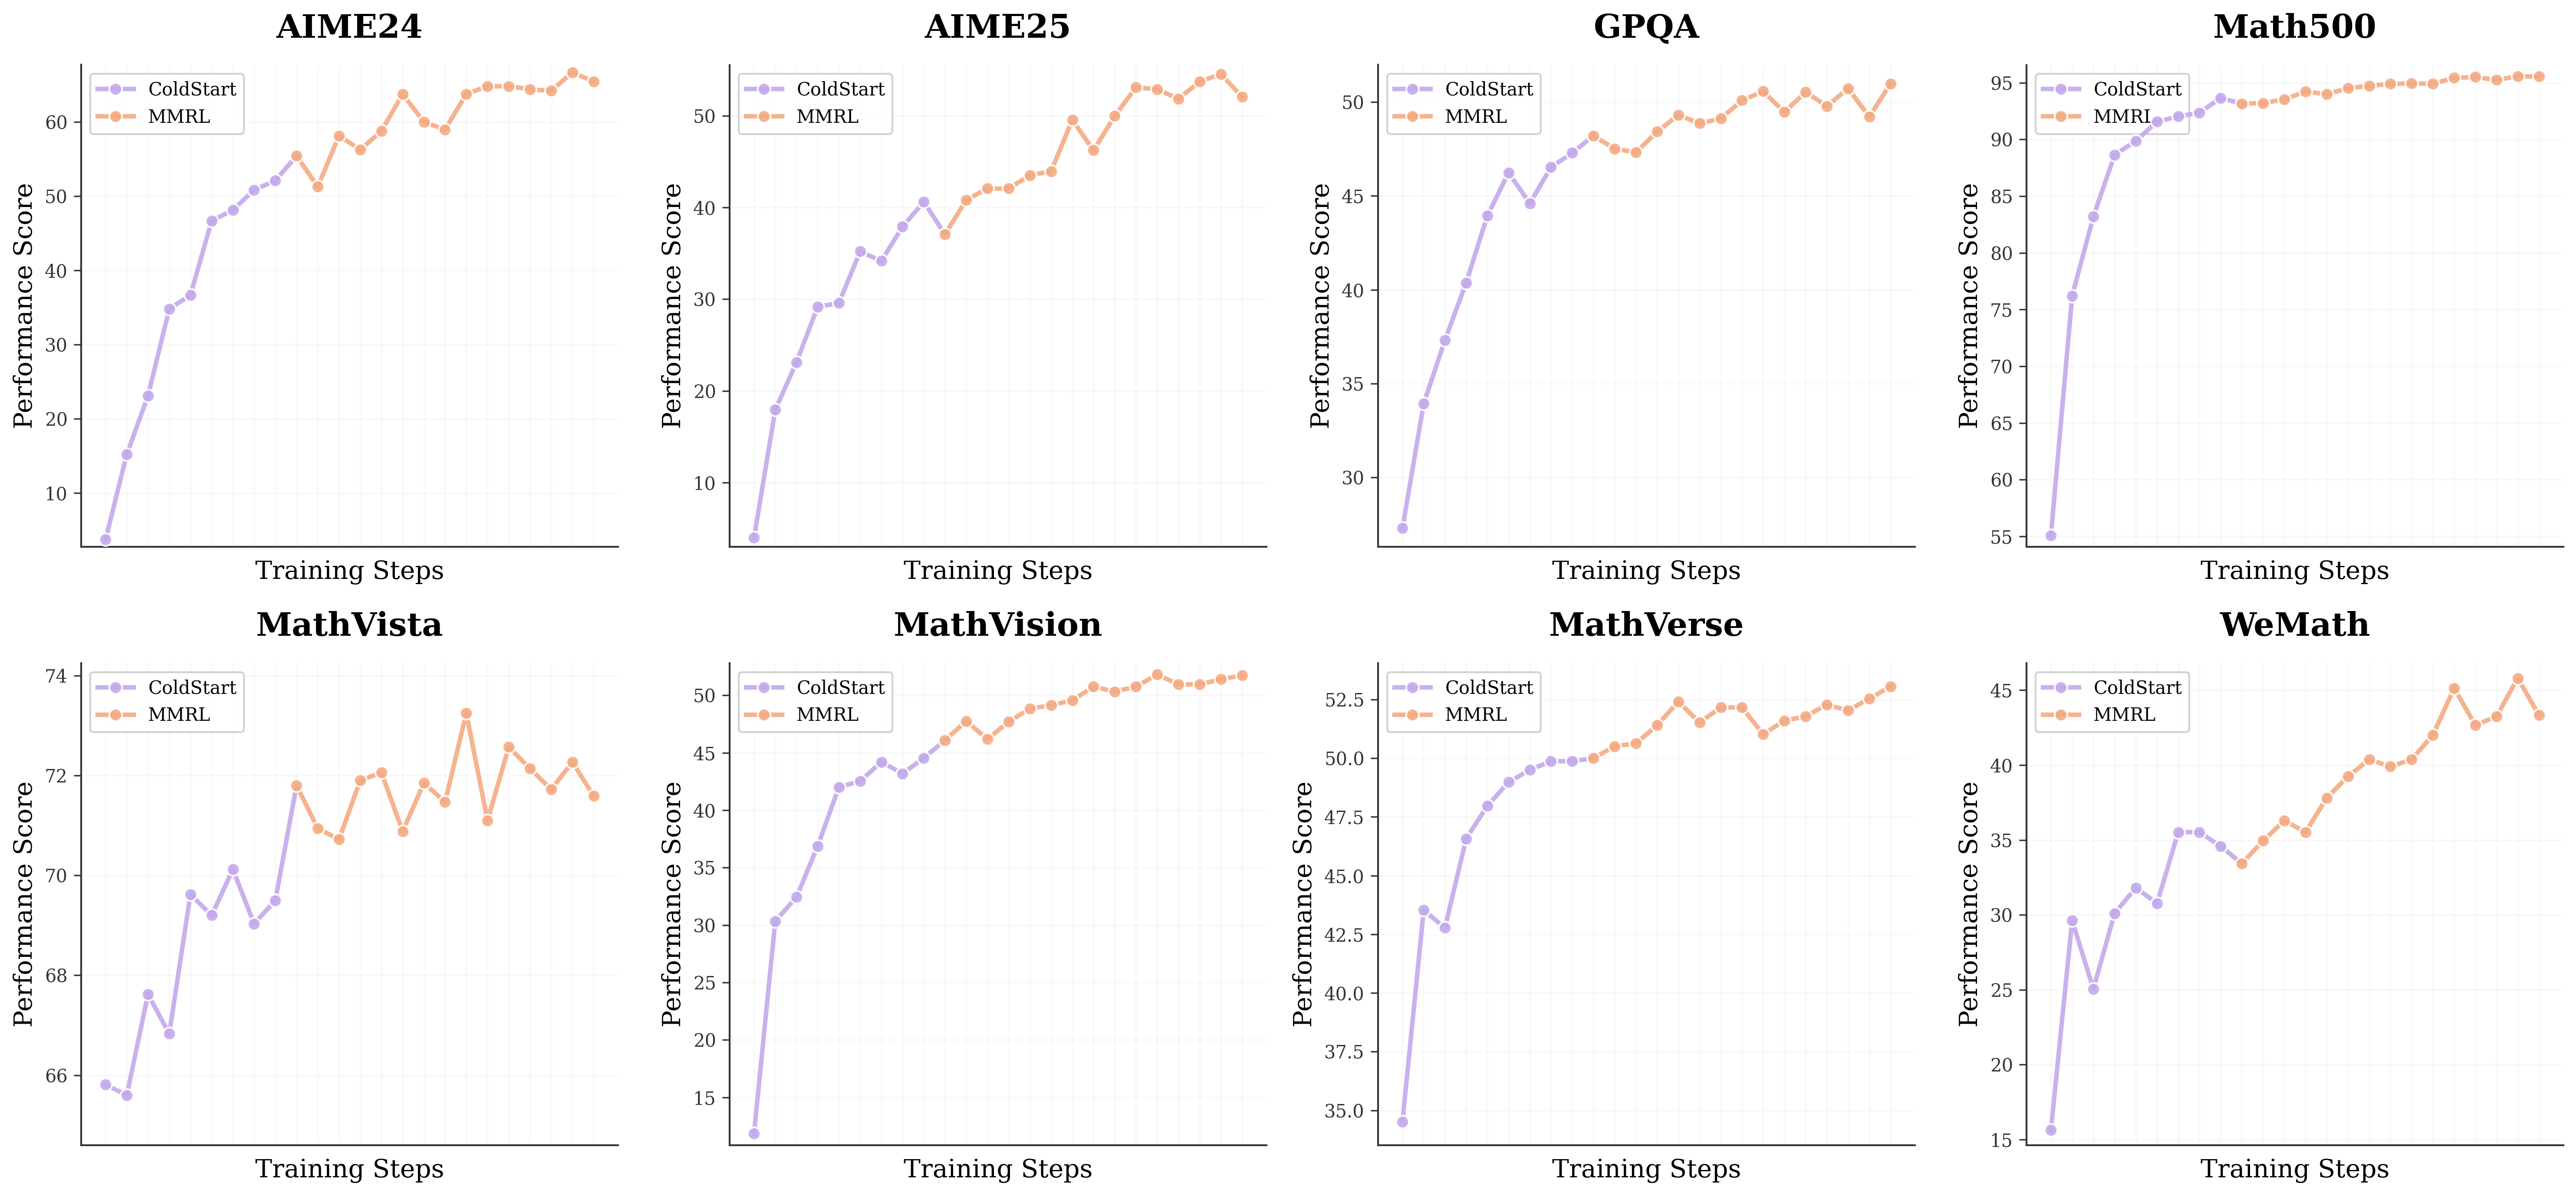 AIME24
Performance Score
60
50
40
30
20
10
ColdStart
MMRL
Training Steps
AIME25
Performance Score
50
40
30
20
10
ColdStart
MMRL
Training Steps
GPQA
Performance Score
50
45
40
35
30
ColdStart
MMRL
Training Steps
Math500
Performance Score
95
90
85
80
75
70
65
60
55
ColdStart
MMRL
Training Steps
MathVista
Performance Score
74
72
70
68
66
ColdStart
MMRL
Training Steps
MathVision
Performance Score
50
45
40
35
30
25
20
15
ColdStart
MMRL
Training Steps
MathVerse
Performance Score
52.5
50.0
47.5
45.0
42.5
40.0
37.5
35.0
ColdStart
MMRL
Training Steps
WeMath
Performance Score
45
40
35
30
25
20
15
ColdStart
MMRL
Training Steps